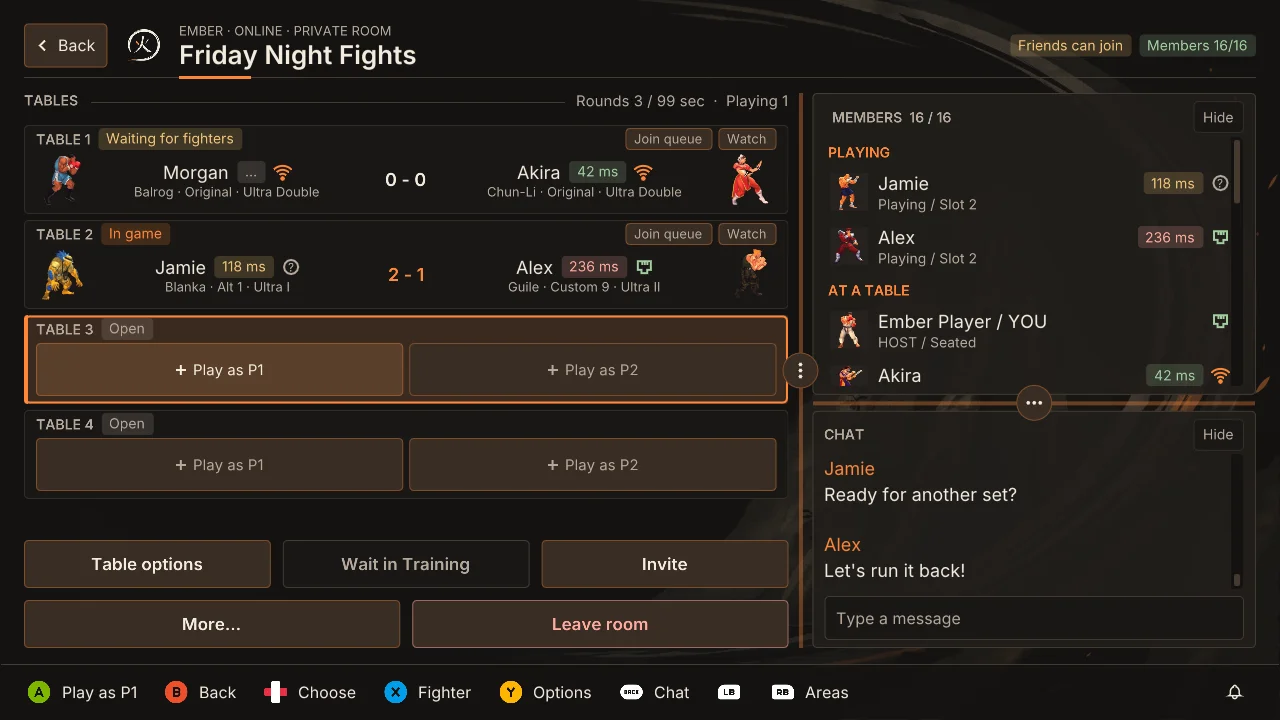 Back
火
EMBER · ONLINE · PRIVATE ROOM
Friday Night Fights
Friends can join
Members 16/16
TABLES
Rounds 3 / 99 sec · Playing 1
TABLE 1 Waiting for fighters
Join queue Watch
Morgan ...
Balrog · Original · Ultra Double
0 - 0
Akira 42 ms
Chun-Li · Original · Ultra Double
TABLE 2 In game
Join queue Watch
Jamie 118 ms ?
Blanka · Alt 1 · Ultra I
2 - 1
Alex 236 ms
Guile · Custom 9 · Ultra II
TABLE 3 Open
+ Play as P1
+ Play as P2
TABLE 4 Open
+ Play as P1
+ Play as P2
Table options
Wait in Training
Invite
More...
Leave room
MEMBERS 16 / 16
Hide
PLAYING
Jamie 118 ms ?
Playing / Slot 2
Alex 236 ms
Playing / Slot 2
AT A TABLE
Ember Player / YOU
HOST / Seated
Akira 42 ms
CHAT
Hide
Jamie
Ready for another set?
Alex
Let's run it back!
Type a message
A Play as P1 B Back Choose X Fighter Y Options BACK Chat LB RB Areas